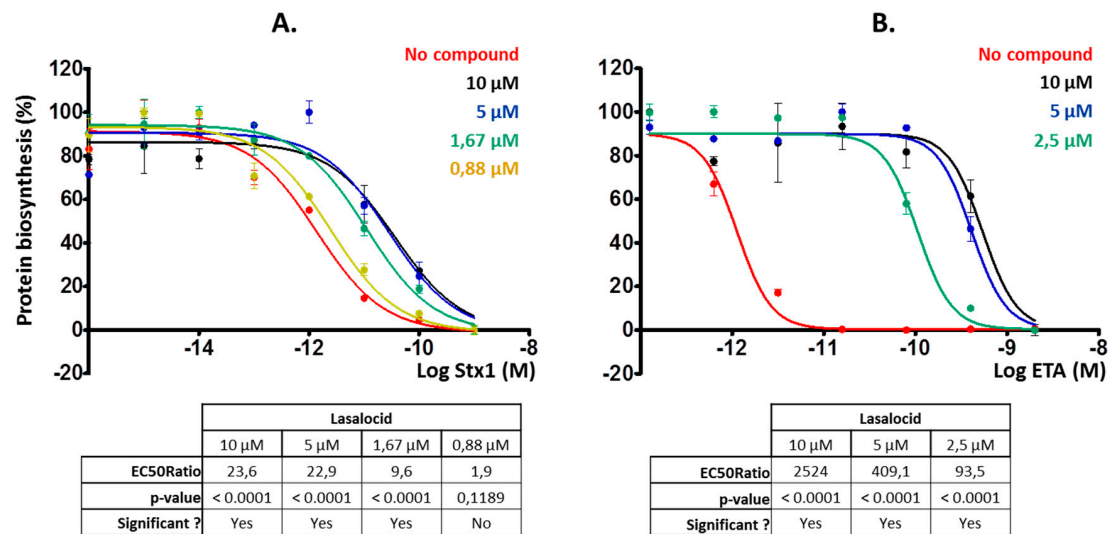 A.
No compound
10 µM
5 µM
1,67 µM
0,88 µM
Protein biosynthesis (%)
120
100
80
60
40
20
0
-20
-14
-12
-10
-8
Log Stx1 (M)
Lasalocid
10 µM 5 µM 1,67 µM 0,88 µM
EC50Ratio 23,6 22,9 9,6 1,9
p-value < 0.0001 < 0.0001 < 0.0001 0,1189
Significant ? Yes Yes Yes No
B.
No compound
10 µM
5 µM
2,5 µM
120
100
80
60
40
20
0
-20
-12
-11
-10
-9
-8
Log ETA (M)
Lasalocid
10 µM 5 µM 2,5 µM
EC50Ratio 2524 409,1 93,5
p-value < 0.0001 < 0.0001 < 0.0001
Significant ? Yes Yes Yes